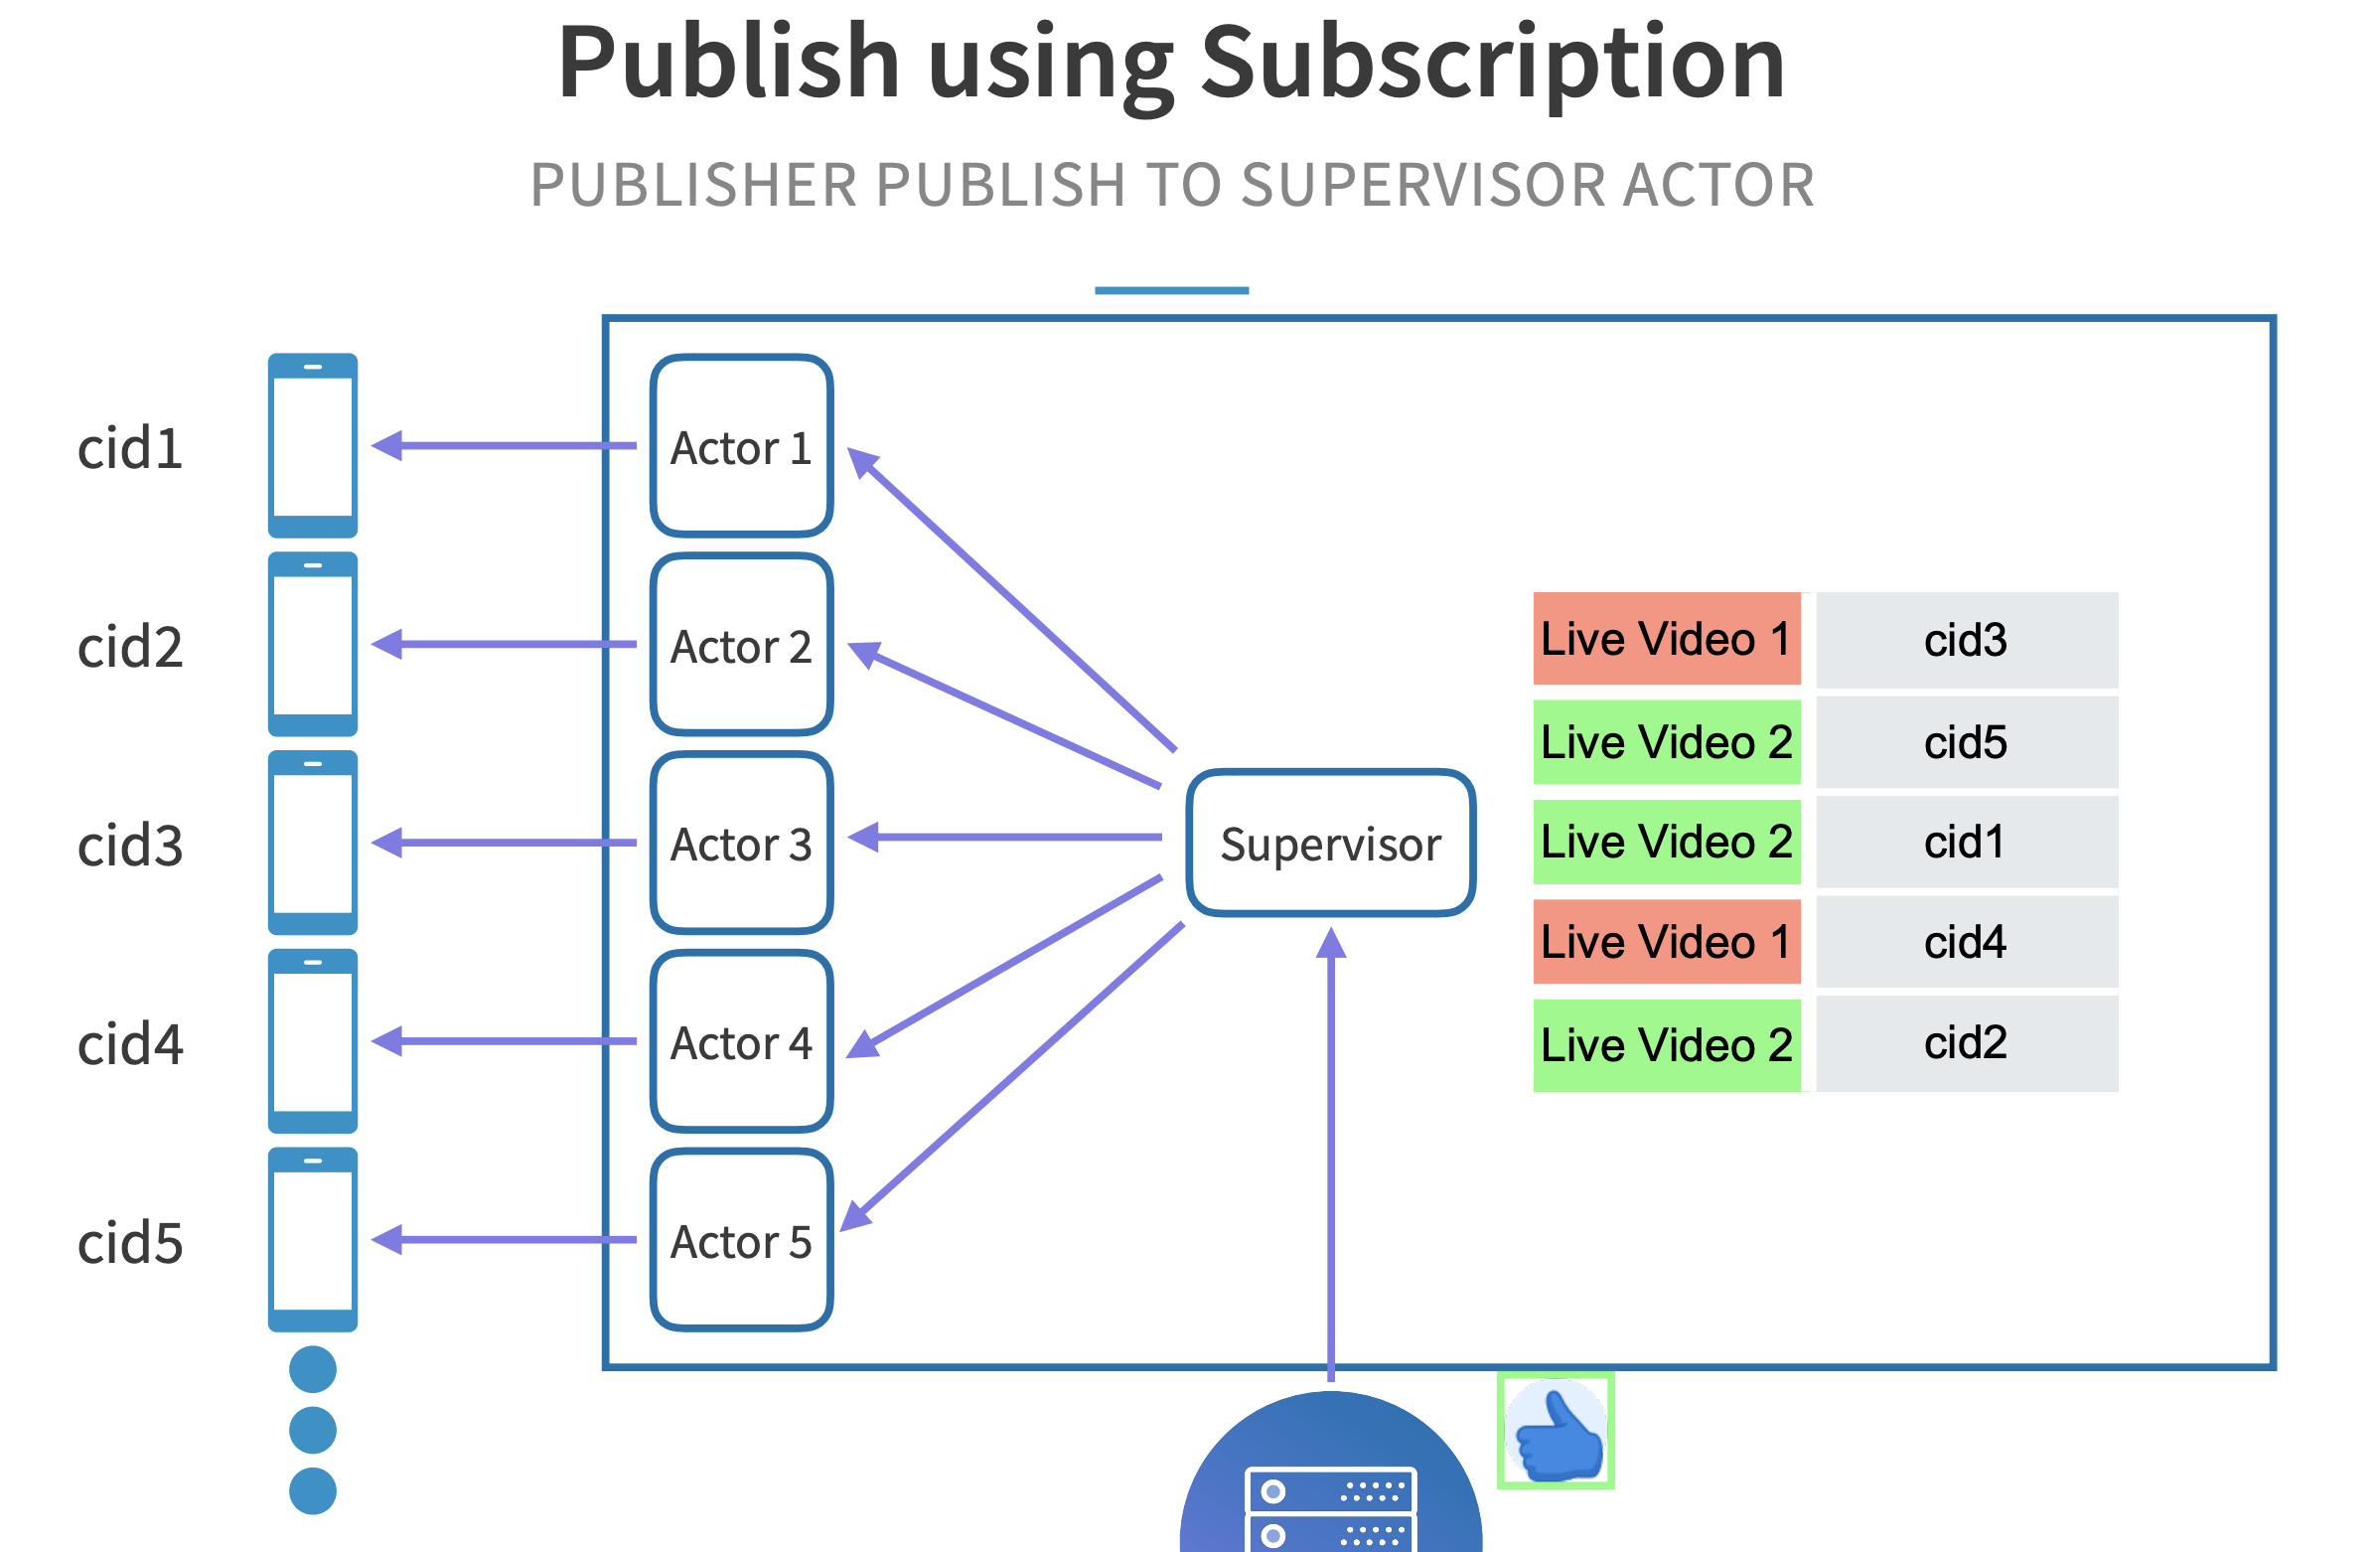 Publish using Subscription
PUBLISHER PUBLISH TO SUPERVISOR ACTOR
cid1
Actor 1
cid2
Actor 2
cid3
Actor 3
cid4
Actor 4
cid5
Actor 5
Supervisor
Live Video 1 cid3
Live Video 2 cid5
Live Video 2 cid1
Live Video 1 cid4
Live Video 2 cid2